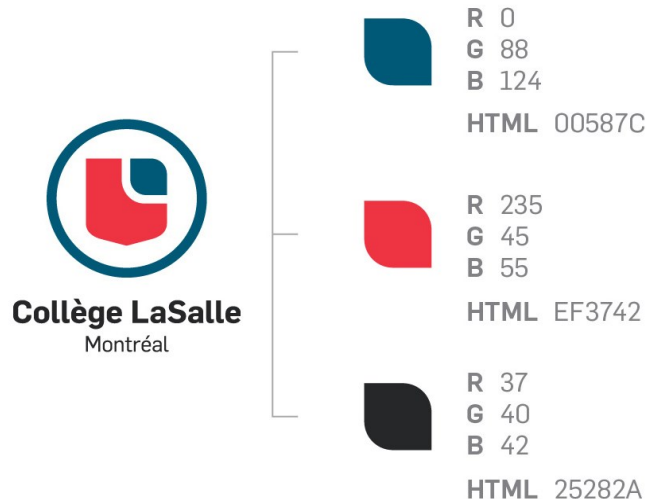 Collège LaSalle
Montréal
R 0
G 88
B 124
HTML 00587C
R 235
G 45
B 55
HTML EF3742
R 37
G 40
B 42
HTML 25282A